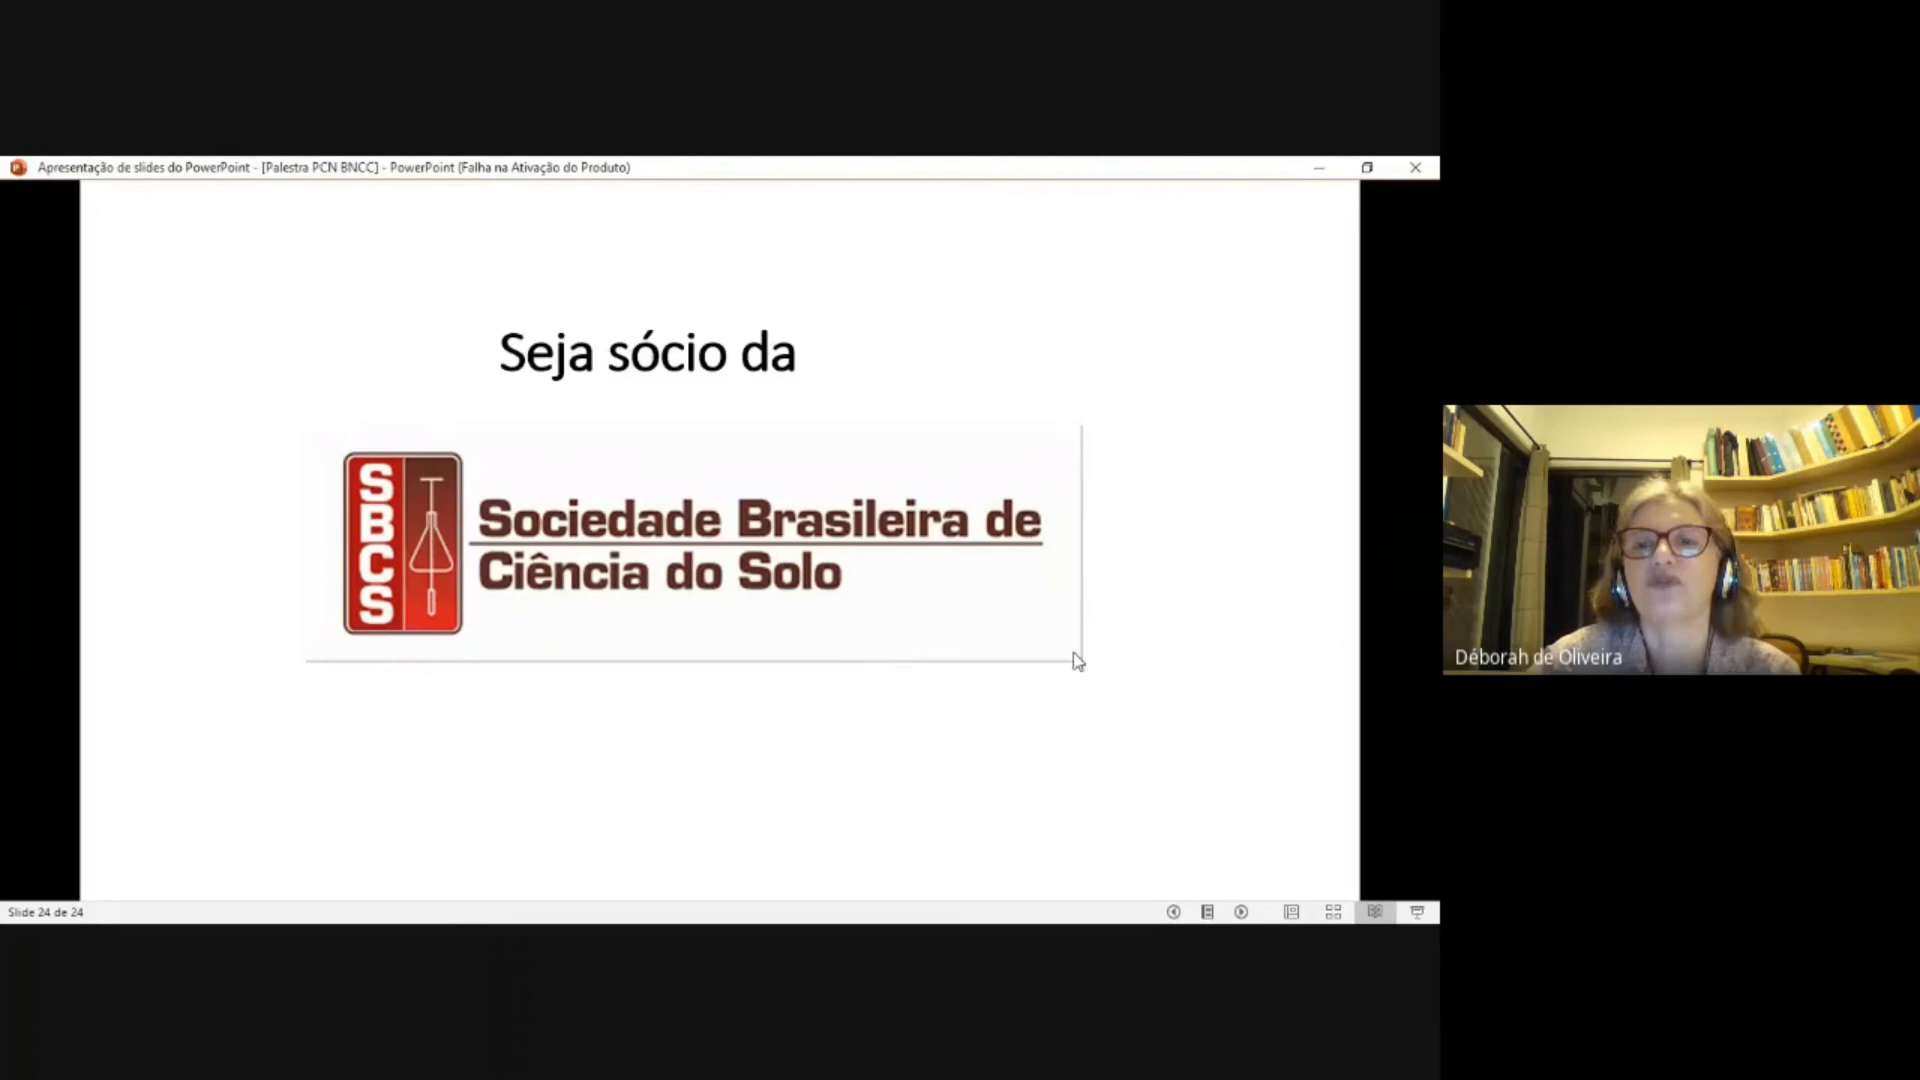 Apresentação de slides do PowerPoint - [Palestra PCN BNCC] - PowerPoint (Falha na Ativação do Produto)
Seja sócio da
SBCS
Sociedade Brasileira de
Ciência do Solo
Déborah de Oliveira
Slide 24 de 24